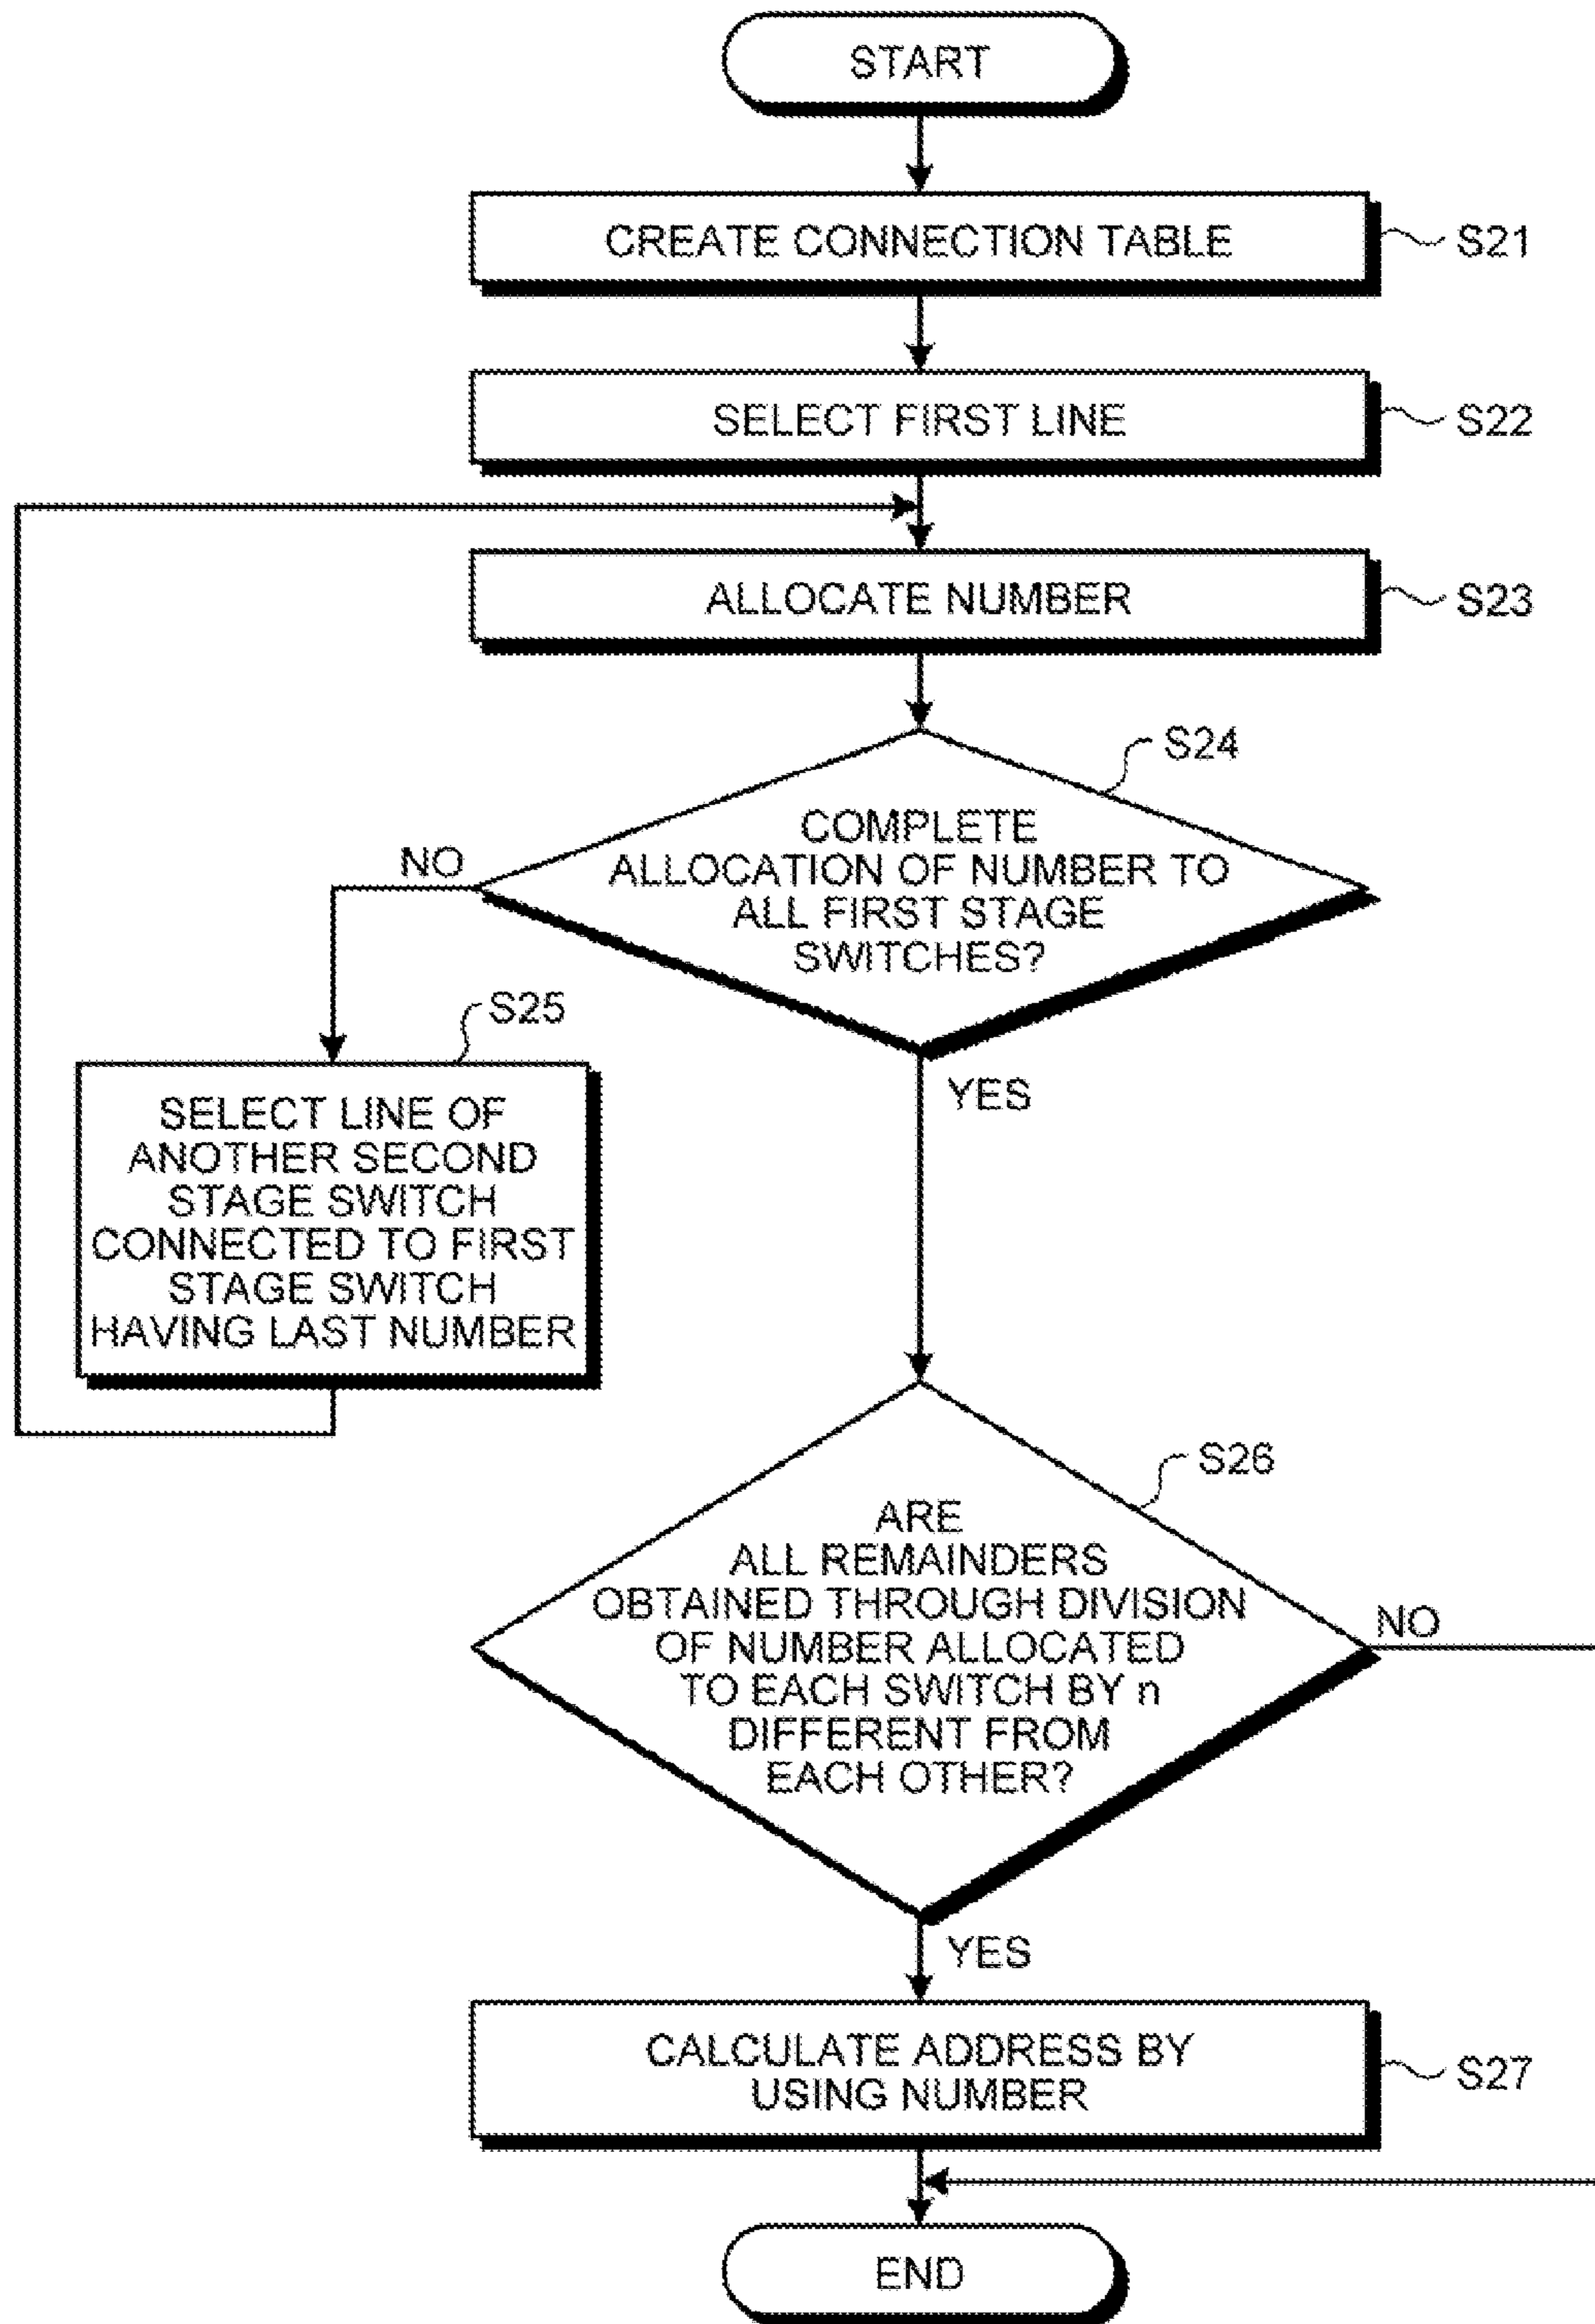 START
CREATE CONNECTION TABLE
S21
SELECT FIRST LINE
S22
ALLOCATE NUMBER
S23
S24
COMPLETE
ALLOCATION OF NUMBER TO
ALL FIRST STAGE
SWITCHES?
NO
YES
S25
SELECT LINE OF
ANOTHER SECOND
STAGE SWITCH
CONNECTED TO FIRST
STAGE SWITCH
HAVING LAST NUMBER
S26
ARE
ALL REMAINDERS
OBTAINED THROUGH DIVISION
OF NUMBER ALLOCATED
TO EACH SWITCH BY n
DIFFERENT FROM
EACH OTHER?
NO
YES
CALCULATE ADDRESS BY
USING NUMBER
S27
END